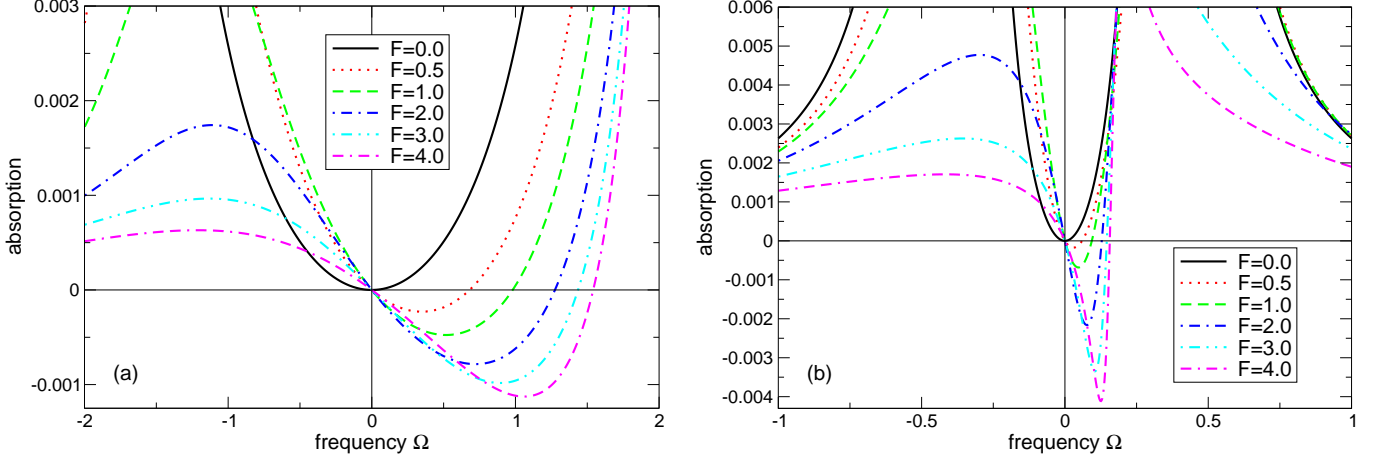 0.003
0.002
0.001
0
-0.001
absorption
F=0.0
F=0.5
F=1.0
F=2.0
F=3.0
F=4.0
(a)
-2
-1
0
1
2
frequency Ω
0.006
0.005
0.004
0.003
0.002
0.001
0
-0.001
-0.002
-0.003
-0.004
absorption
F=0.0
F=0.5
F=1.0
F=2.0
F=3.0
F=4.0
(b)
-1
-0.5
0
0.5
1
frequency Ω